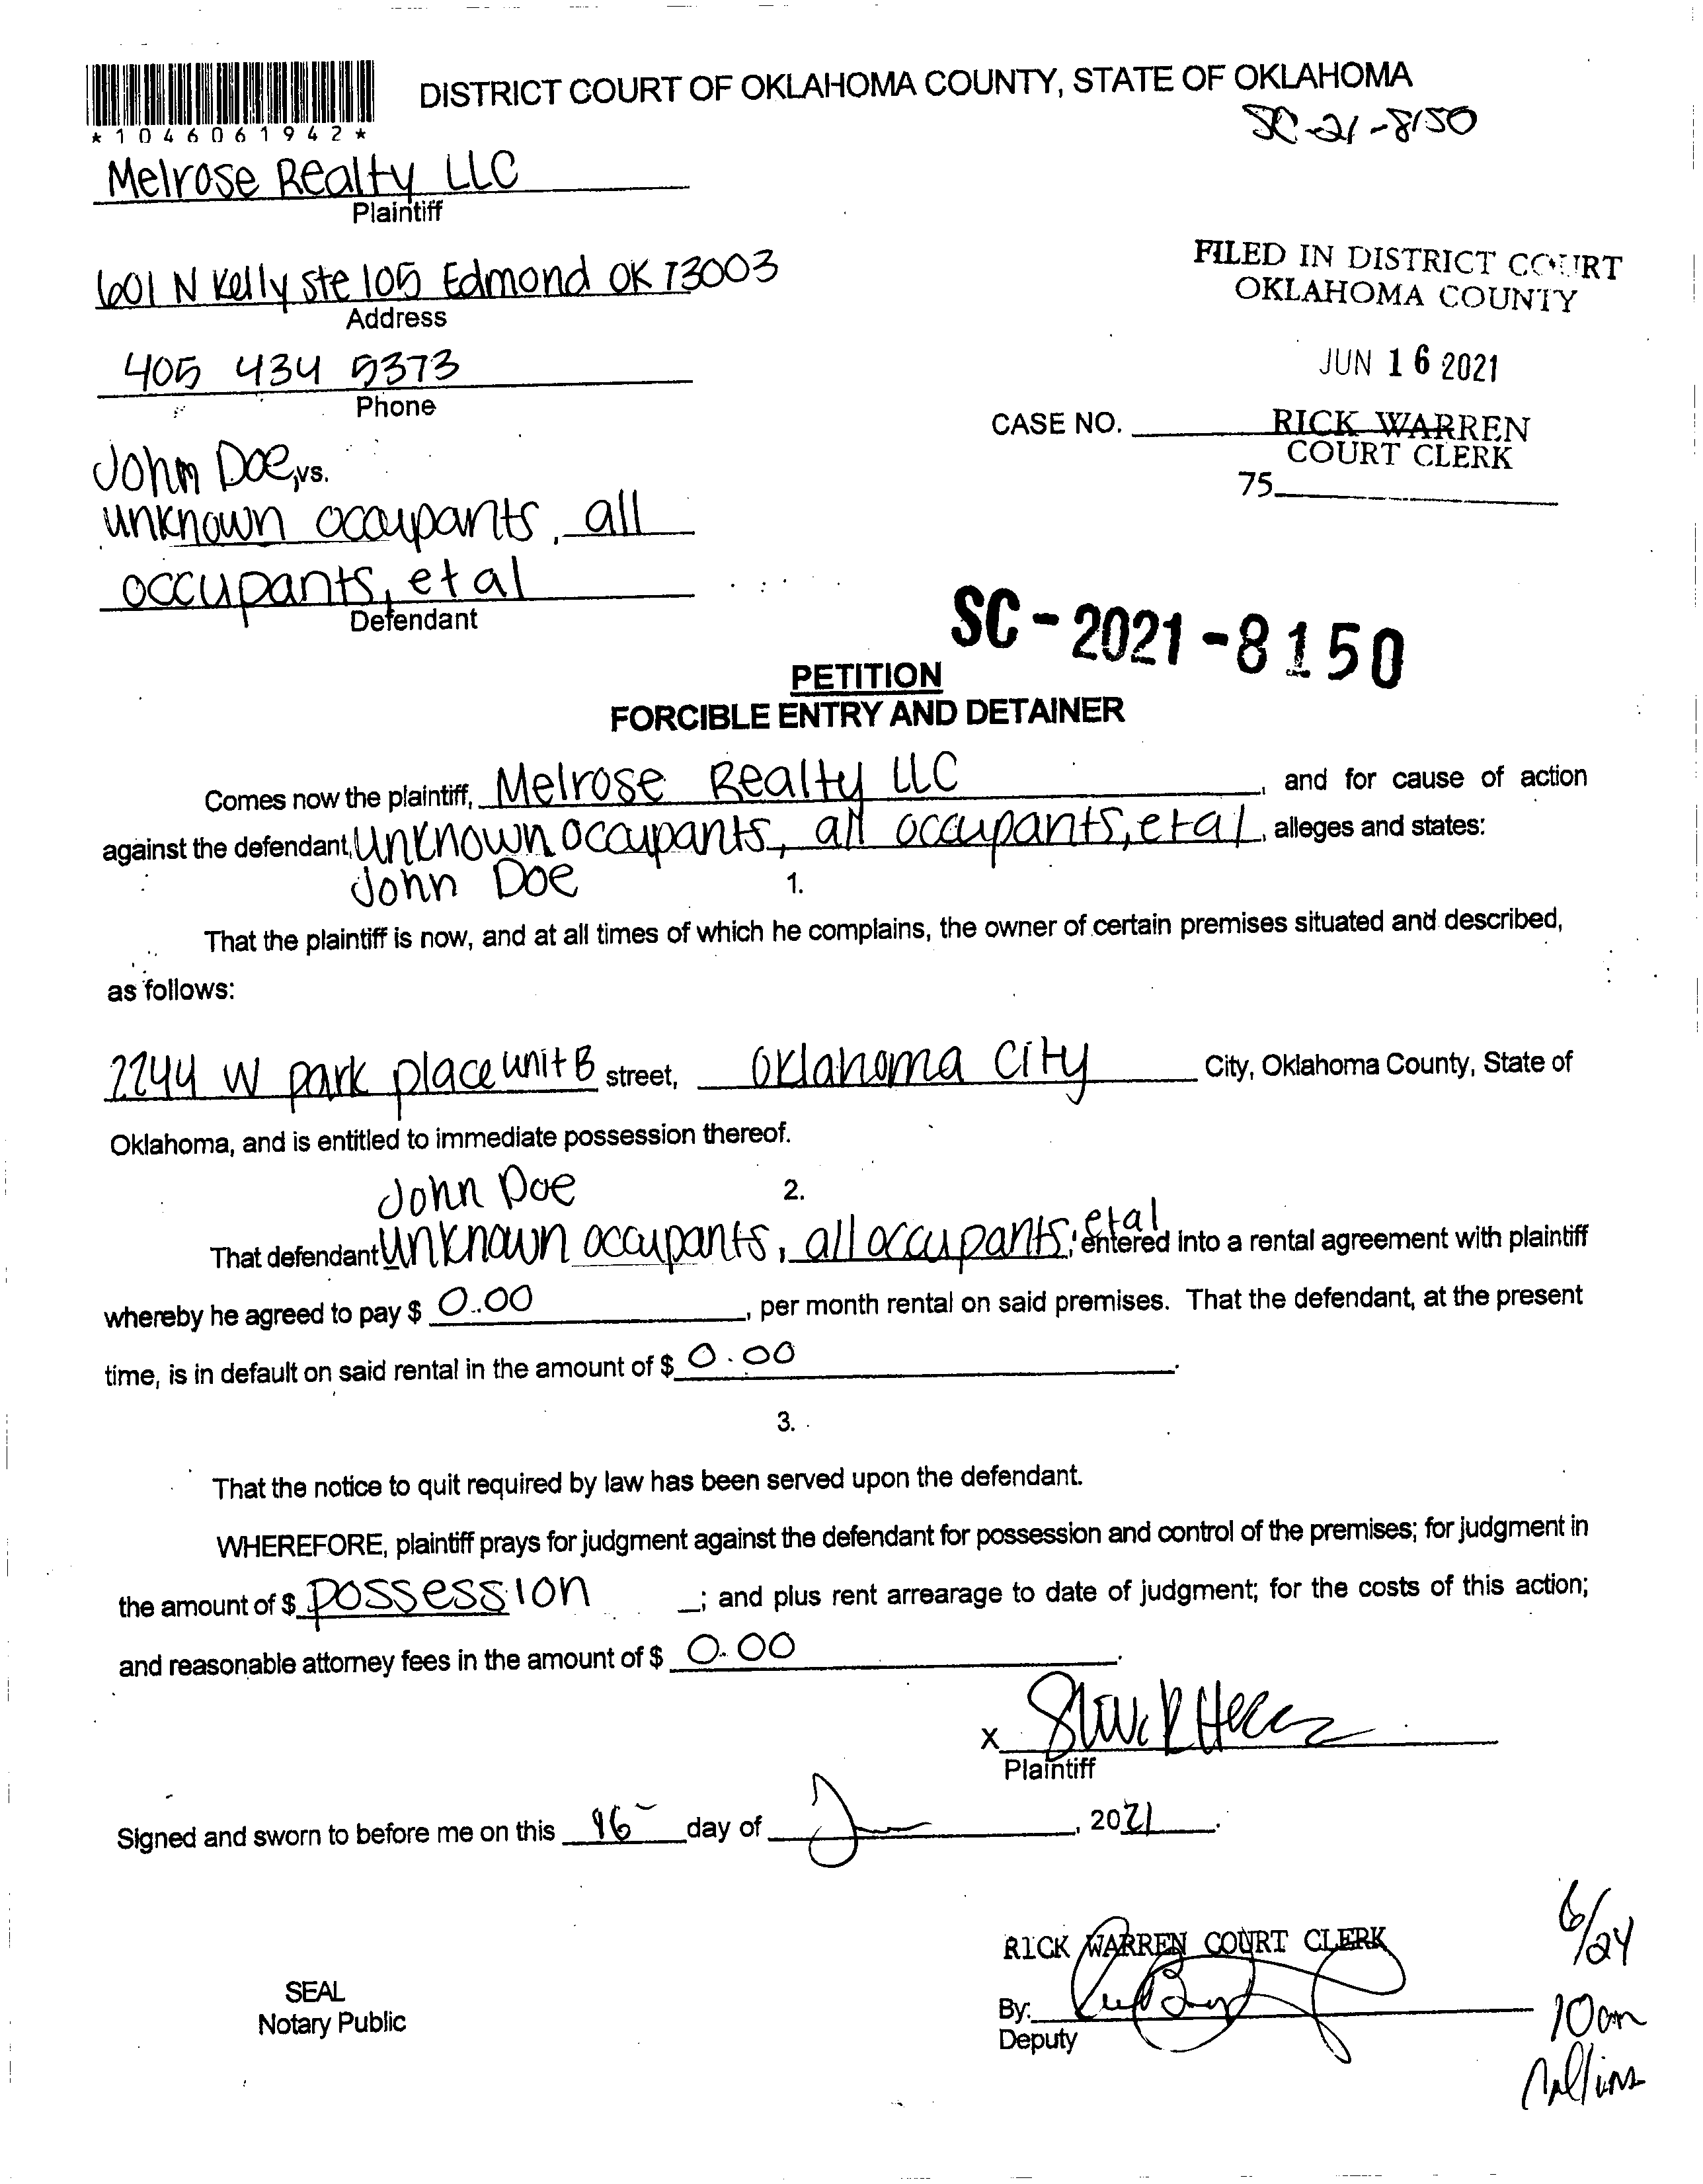 DISTRICT COURT OF OKLAHOMA COUNTY, STATE OF OKLAHOMA
*1046061942*
SC-21-8150
Melrose Realty LLC
Plaintiff
601 N Kelly Ste 105 Edmond OK 73003
Address
FILED IN DISTRICT COURT
OKLAHOMA COUNTY
JUN 16 2021
405 434 5373
Phone
CASE NO.
RICK WARREN
COURT CLERK
75
John Doe, vs.
unknown occupants, all
occupants, et al
Defendant
SC-2021-8150
PETITION
FORCIBLE ENTRY AND DETAINER
Comes now the plaintiff, Melrose Realty LLC, and for cause of action
against the defendant, Unknown occupants, all occupants, et al, alleges and states:
John Doe
1.
That the plaintiff is now, and at all times of which he complains, the owner of certain premises situated and described,
as follows:
2244 W park place unit B street, Oklahoma City City, Oklahoma County, State of
Oklahoma, and is entitled to immediate possession thereof.
John Doe
2.
That defendant Unknown occupants, all occupants, et al entered into a rental agreement with plaintiff
whereby he agreed to pay $ 0.00, per month rental on said premises. That the defendant, at the present
time, is in default on said rental in the amount of $ 0.00.
3.
That the notice to quit required by law has been served upon the defendant.
WHEREFORE, plaintiff prays for judgment against the defendant for possession and control of the premises; for judgment in
the amount of $ possession; and plus rent arrearage to date of judgment; for the costs of this action;
and reasonable attorney fees in the amount of $ 0.00.
X
Plaintiff
Signed and sworn to before me on this 16 day of Jun, 2021.
6/24
RICK WARREN COURT CLERK
SEAL
Notary Public
By:
Deputy
10am